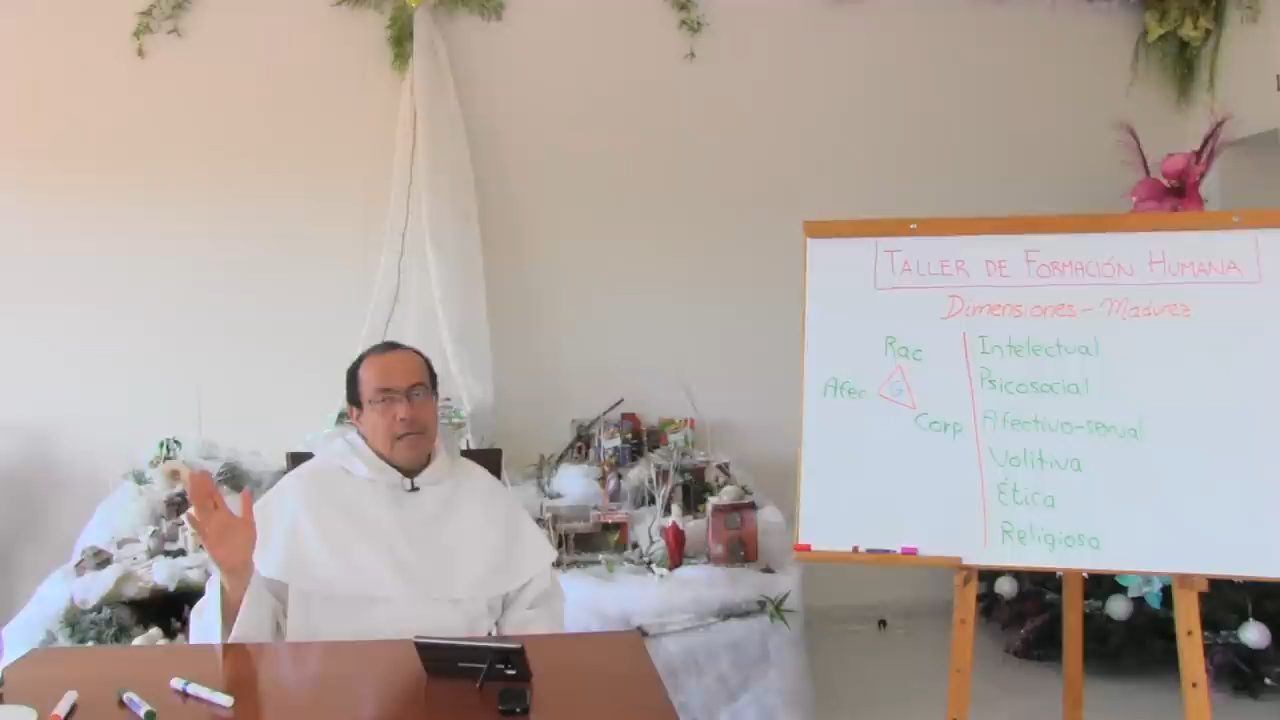 TALLER DE FORMACIÓN HUMANA
Dimensiones - Madurez
Rac
Afec
G
Corp
Intelectual
Psicosocial
Afectivo-sexual
Volitiva
Ética
Religiosa